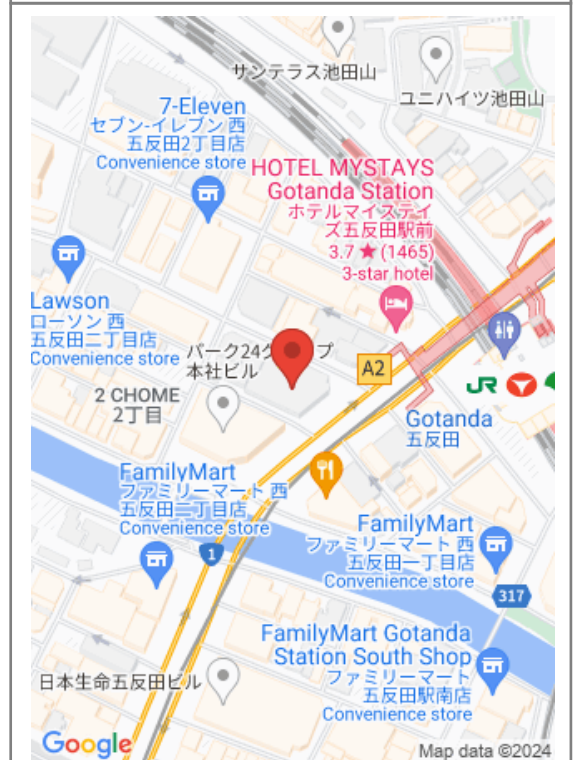 サンテラス池田山
ユニハイツ池田山
7-Eleven
セブン-イレブン 西
五反田2丁目店
Convenience store
HOTEL MYSTAYS
Gotanda Station
ホテルマイステイ
ズ五反田駅前
3.7 ★ (1465)
3-star hotel
Lawson
ローソン 西
五反田二丁目店
Convenience store
パーク24グ プ
本社ビル
A2
JR
2 CHOME
2丁目
Gotanda
五反田
FamilyMart
ファミリーマート 西
五反田二丁目店
Convenience store
1
FamilyMart
ファミリーマート 西
五反田一丁目店
Convenience store
317
FamilyMart Gotanda
Station South Shop
ファミリーマート
五反田駅南店
Convenience store
日本生命五反田ビル
Google
Map data ©2024